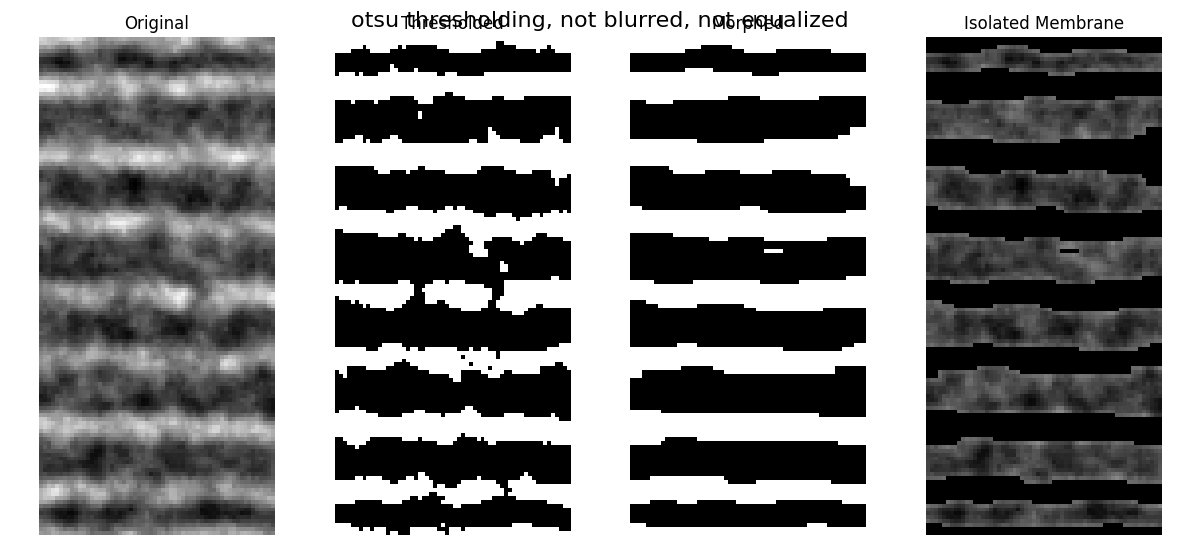 otsu thresholding, not blurred, not equalized
Original
Thresholded
Morphed
Isolated Membrane